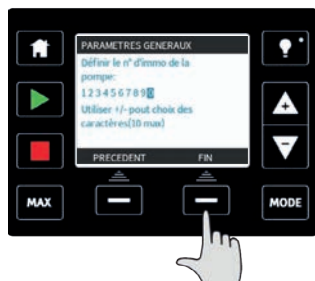 PARAMETRES GENERAUX
Définir le n° d'immo de la
pompe:
1234567890
Utiliser +/- pout choix des
caractères(10 max)
PRECEDENT FIN
MAX
MODE
+
−